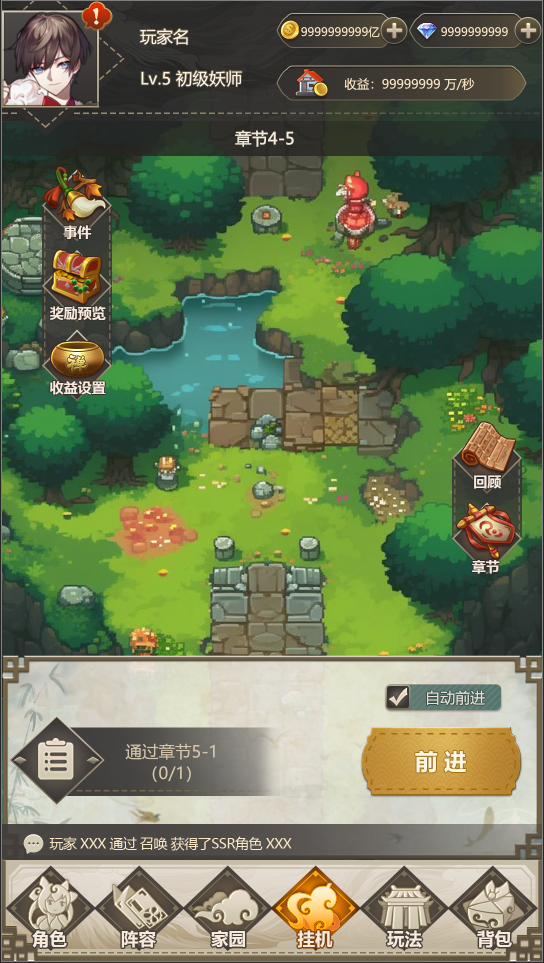 玩家名
9999999999亿
9999999999
Lv.5 初级妖师
收益：99999999 万/秒
章节4-5
事件
奖励预览
收益设置
回顾
章节
自动前进
通过章节5-1
（0/1）
前进
玩家 XXX 通过 召唤 获得了SSR角色 XXX
角色
阵容
家园
挂机
玩法
背包